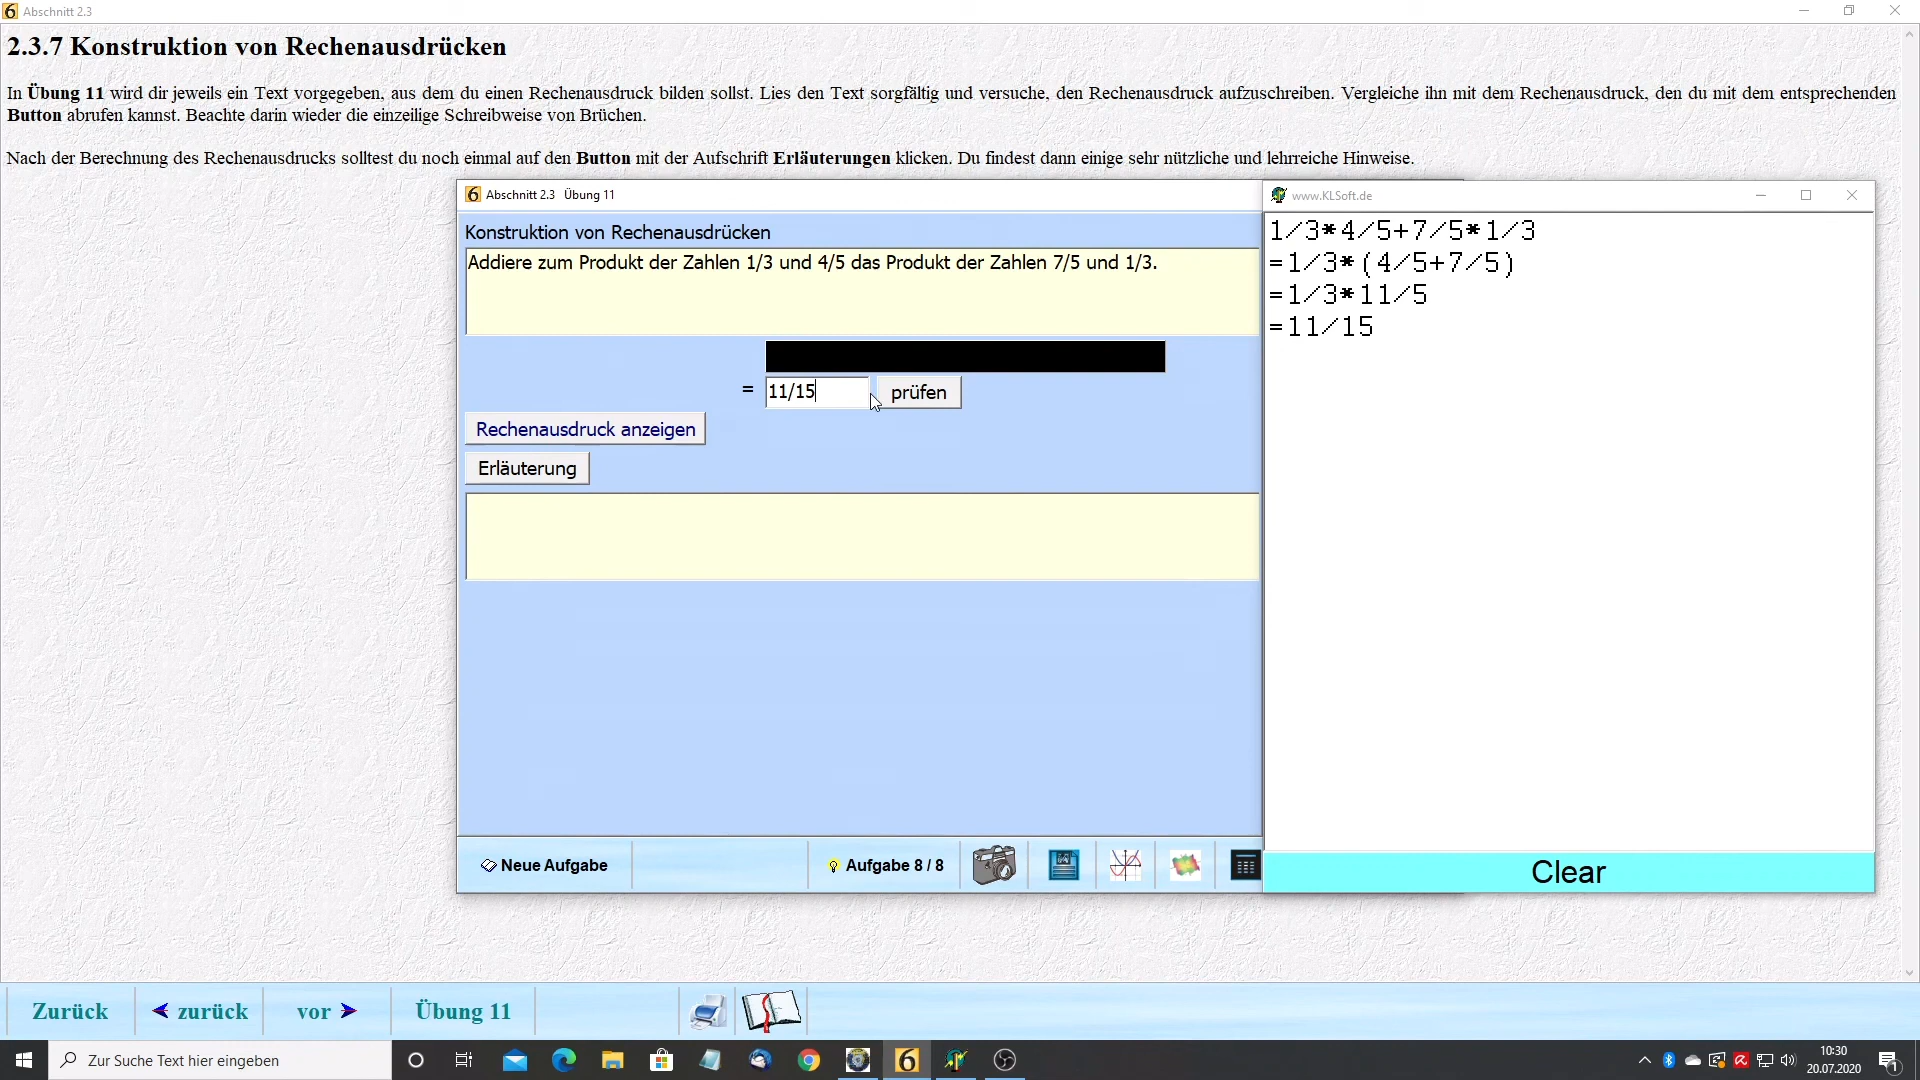 6 Abschnitt 2.3
2.3.7 Konstruktion von Rechenausdrücken
In Übung 11 wird dir jeweils ein Text vorgegeben, aus dem du einen Rechenausdruck bilden sollst. Lies den Text sorgfältig und versuche, den Rechenausdruck aufzuschreiben. Vergleiche ihn mit dem Rechenausdruck, den du mit dem entsprechenden
Button abrufen kannst. Beachte darin wieder die einzeilige Schreibweise von Brüchen.
Nach der Berechnung des Rechenausdrucks solltest du noch einmal auf den Button mit der Aufschrift Erläuterungen klicken. Du findest dann einige sehr nützliche und lehrreiche Hinweise.
6 Abschnitt 2.3 Übung 11
Konstruktion von Rechenausdrücken
Addiere zum Produkt der Zahlen 1/3 und 4/5 das Produkt der Zahlen 7/5 und 1/3.
= 11/15 prüfen
Rechenausdruck anzeigen
Erläuterung
Neue Aufgabe Aufgabe 8 / 8
www.KLSoft.de
1/3*4/5+7/5*1/3
=1/3*(4/5+7/5)
=1/3*11/5
=11/15
Clear
Zurück zurück vor Übung 11
Zur Suche Text hier eingeben
6
10:30
20.07.2020
1